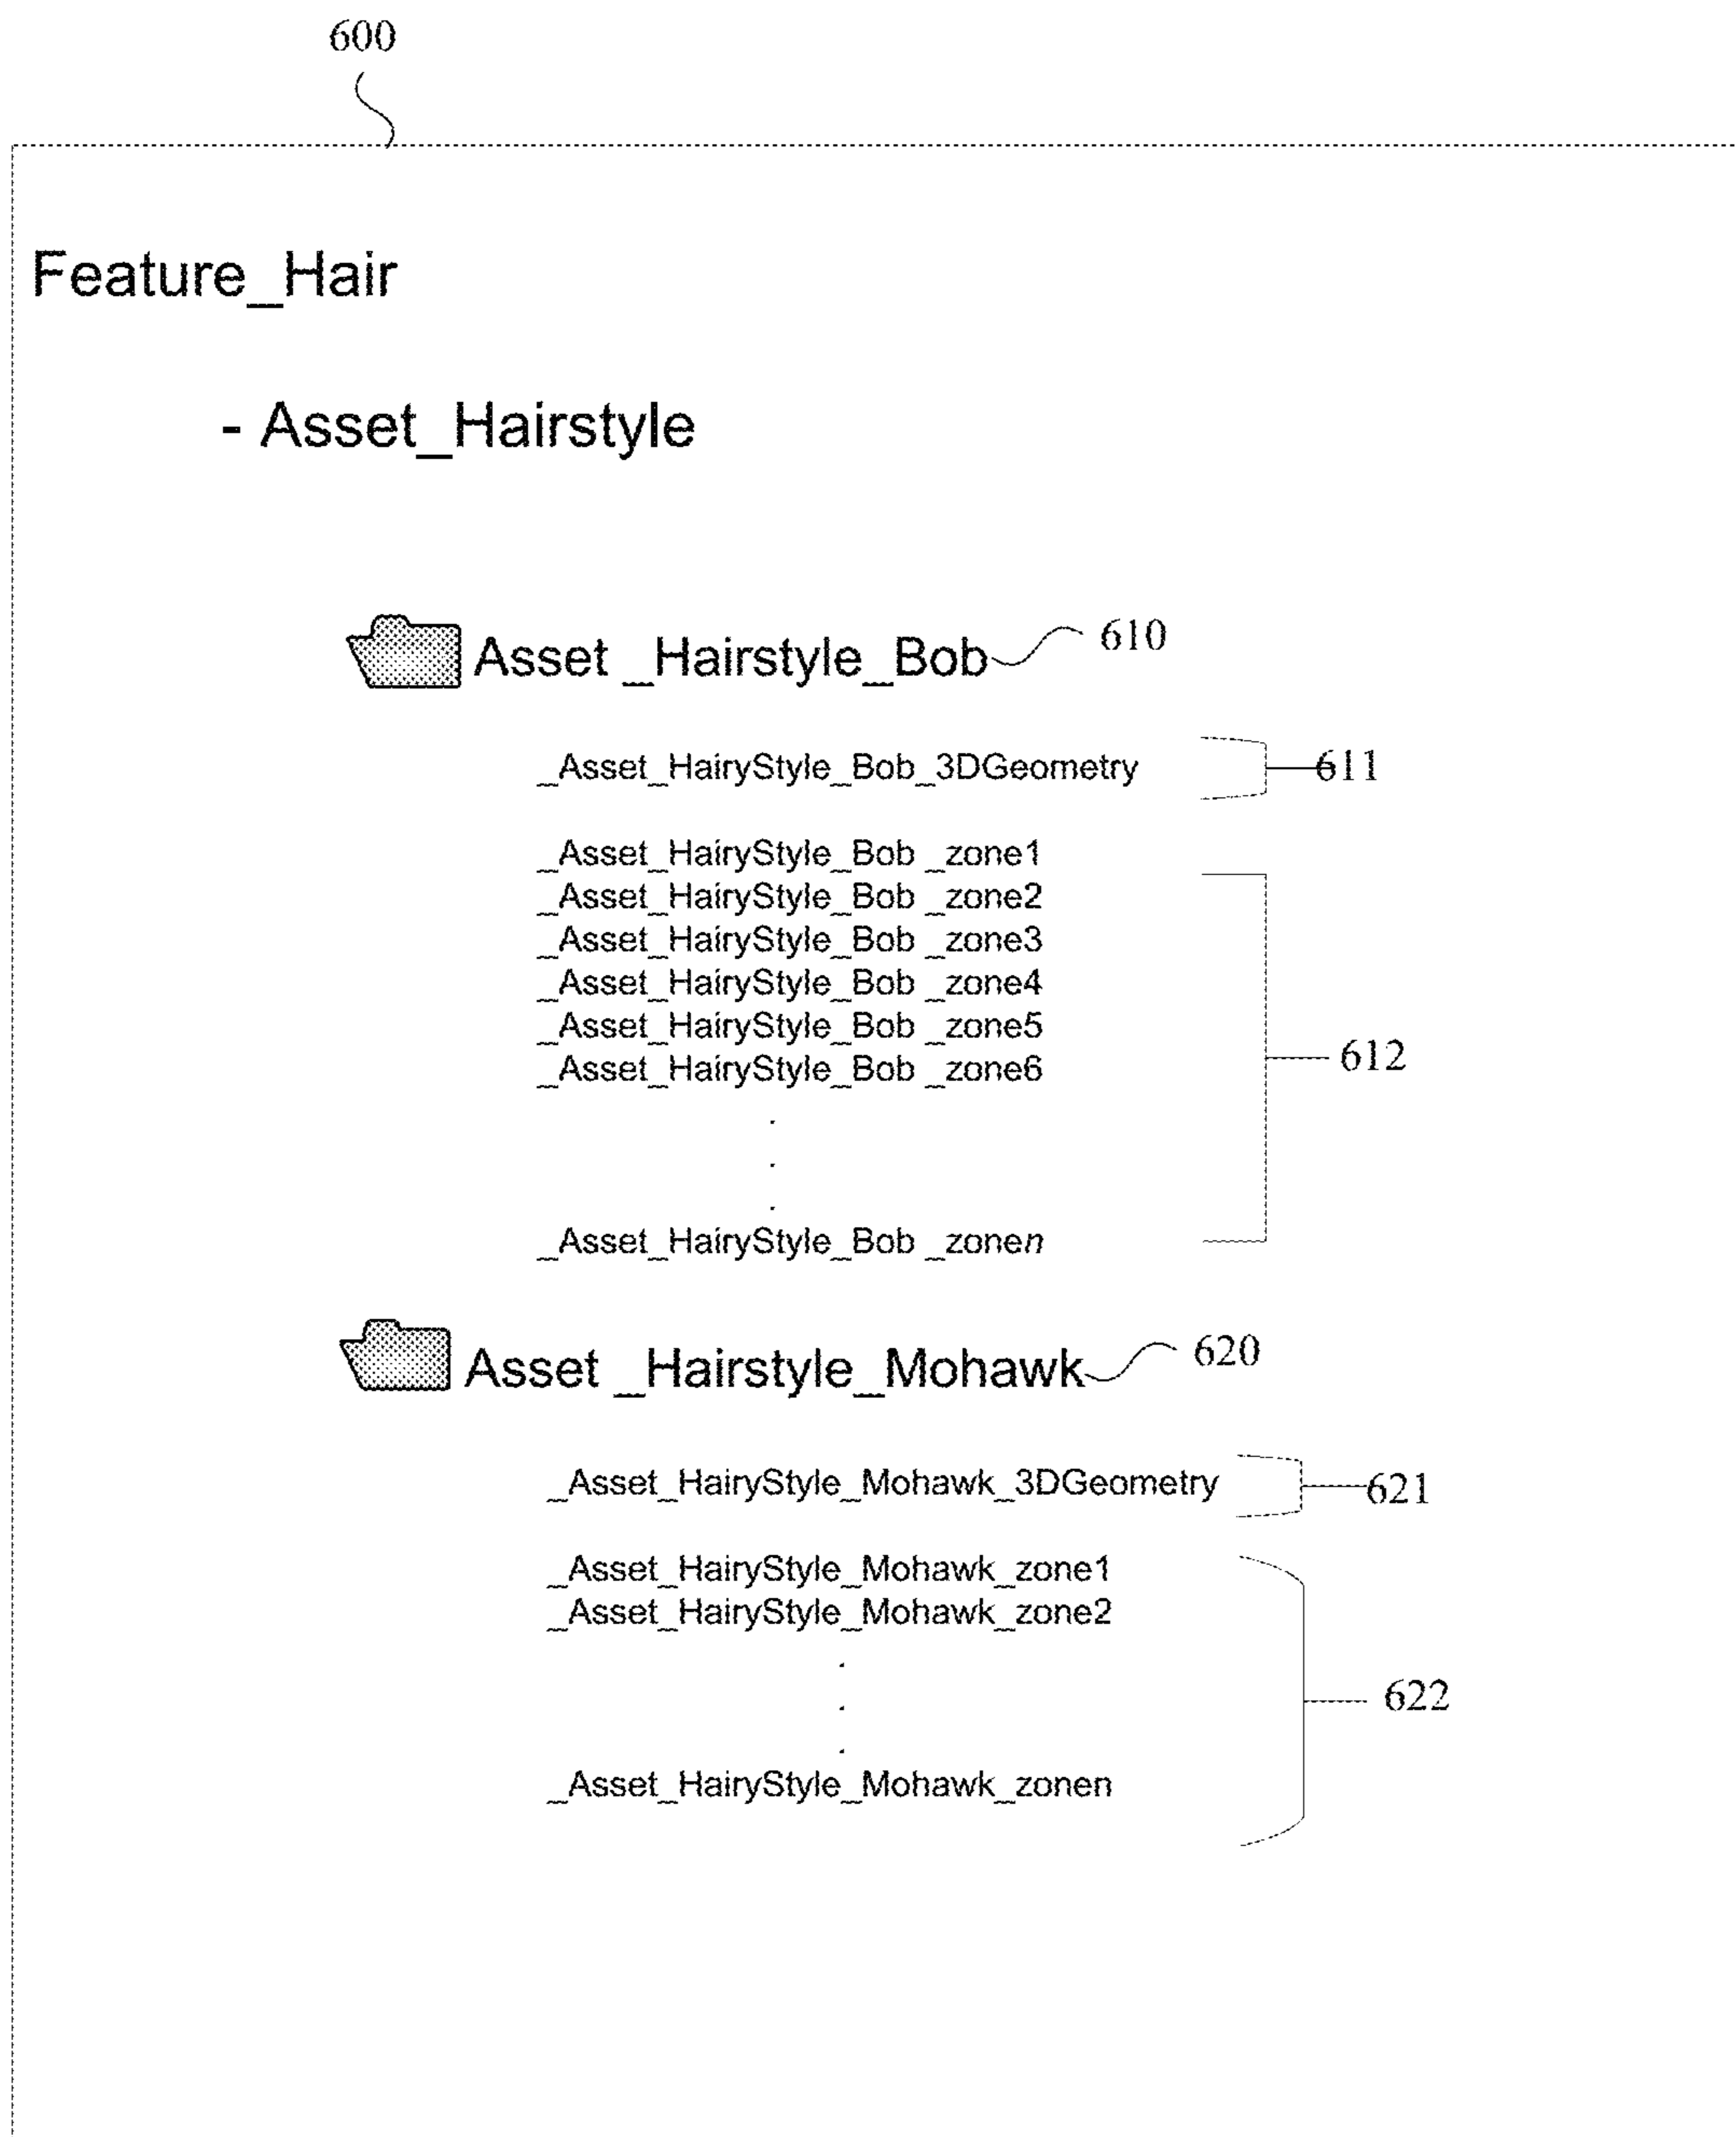 600
Feature_Hair
- Asset_Hairstyle
Asset _Hairstyle_Bob 610
_Asset_HairyStyle_Bob_3DGeometry 611
_Asset_HairyStyle_Bob _zone1
_Asset_HairyStyle_Bob _zone2
_Asset_HairyStyle_Bob _zone3
_Asset_HairyStyle_Bob _zone4
_Asset_HairyStyle_Bob _zone5
_Asset_HairyStyle_Bob _zone6
612
.
.
.
_Asset_HairyStyle_Bob _zonen
Asset _Hairstyle_Mohawk 620
_Asset_HairyStyle_Mohawk_3DGeometry 621
_Asset_HairyStyle_Mohawk_zone1
_Asset_HairyStyle_Mohawk_zone2
.
.
.
622
_Asset_HairyStyle_Mohawk_zonen